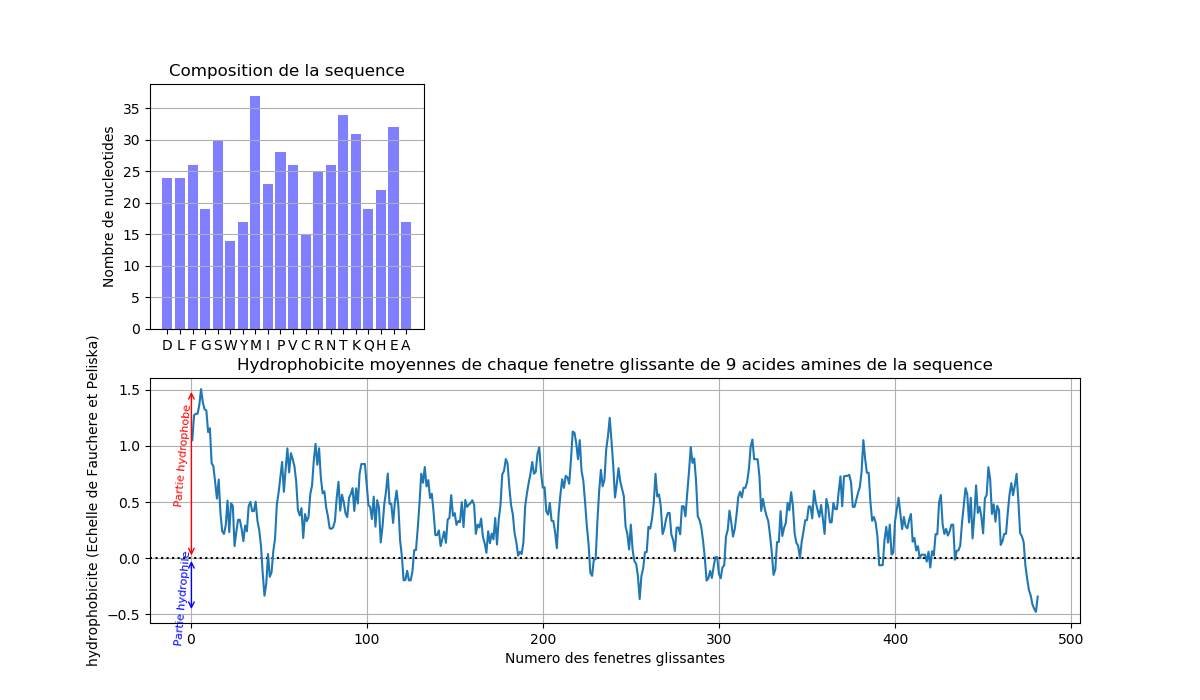 Composition de la sequence
Nombre de nucleotides
35
30
25
20
15
10
5
0
D L F G S W Y M I P V C R N T K Q H E A
Hydrophobicite moyennes de chaque fenetre glissante de 9 acides amines de la sequence
hydrophobicite (Echelle de Fauchere et Peliska)
1.5
1.0
0.5
0.0
−0.5
Partie hydrophobe
Partie hydrophile
0 100 200 300 400 500
Numero des fenetres glissantes